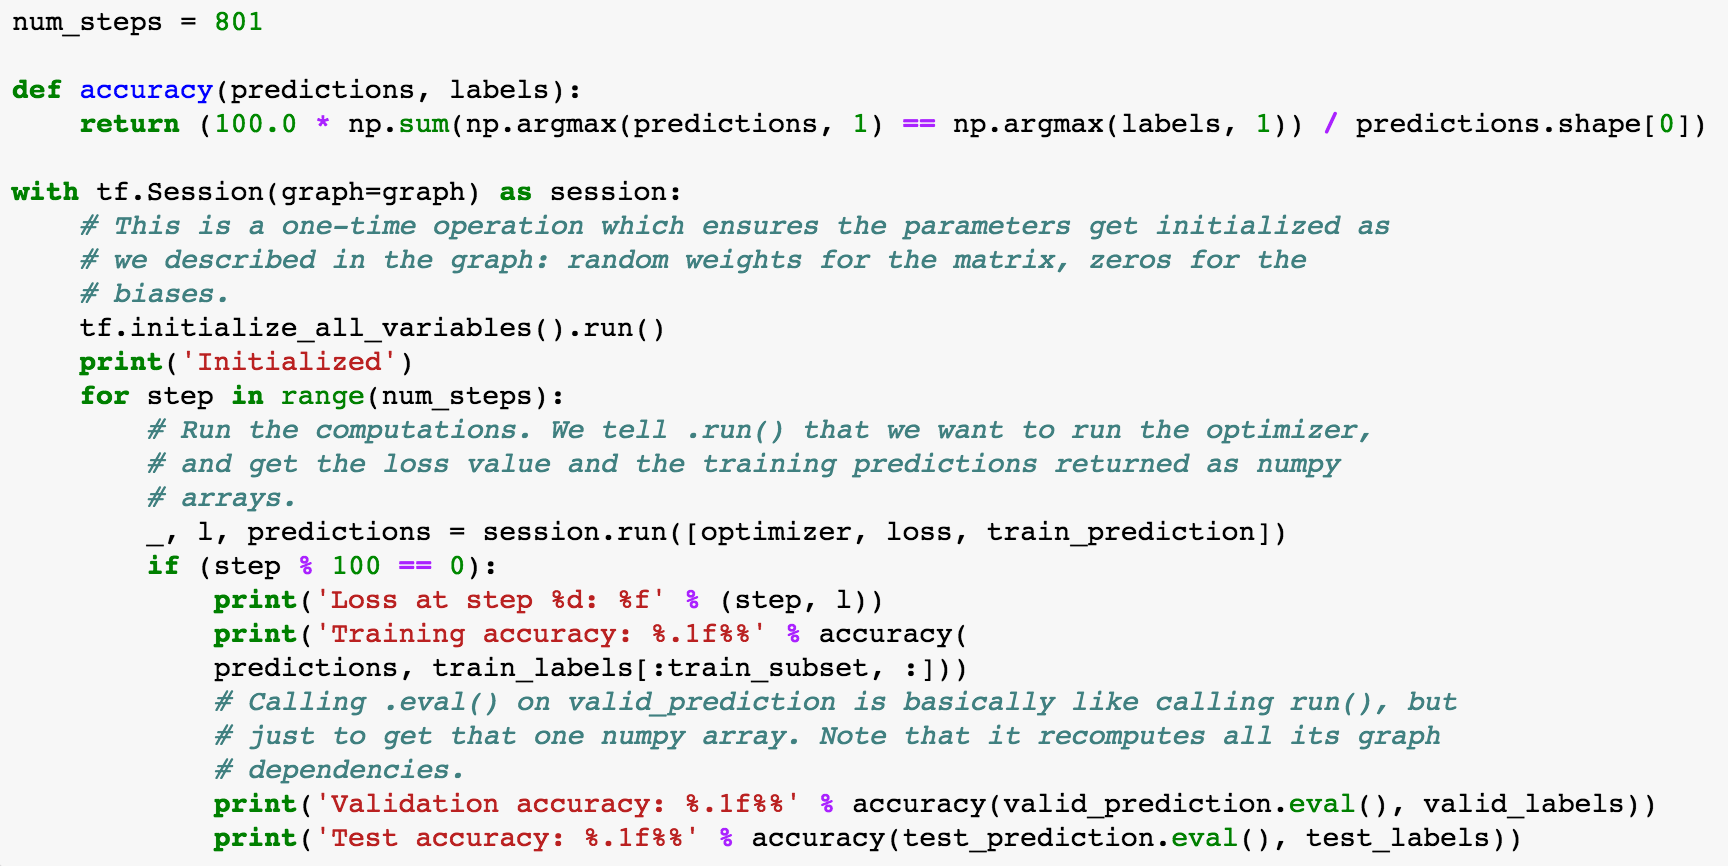 num_steps = 801
def accuracy(predictions, labels):
    return (100.0 * np.sum(np.argmax(predictions, 1) == np.argmax(labels, 1)) / predictions.shape[0])
with tf.Session(graph=graph) as session:
    # This is a one-time operation which ensures the parameters get initialized as
    # we described in the graph: random weights for the matrix, zeros for the
    # biases.
    tf.initialize_all_variables().run()
    print('Initialized')
    for step in range(num_steps):
        # Run the computations. We tell .run() that we want to run the optimizer,
        # and get the loss value and the training predictions returned as numpy
        # arrays.
        _, l, predictions = session.run([optimizer, loss, train_prediction])
        if (step % 100 == 0):
            print('Loss at step %d: %f' % (step, l))
            print('Training accuracy: %.1f%%' % accuracy(
            predictions, train_labels[:train_subset, :]))
            # Calling .eval() on valid_prediction is basically like calling run(), but
            # just to get that one numpy array. Note that it recomputes all its graph
            # dependencies.
            print('Validation accuracy: %.1f%%' % accuracy(valid_prediction.eval(), valid_labels))
            print('Test accuracy: %.1f%%' % accuracy(test_prediction.eval(), test_labels))